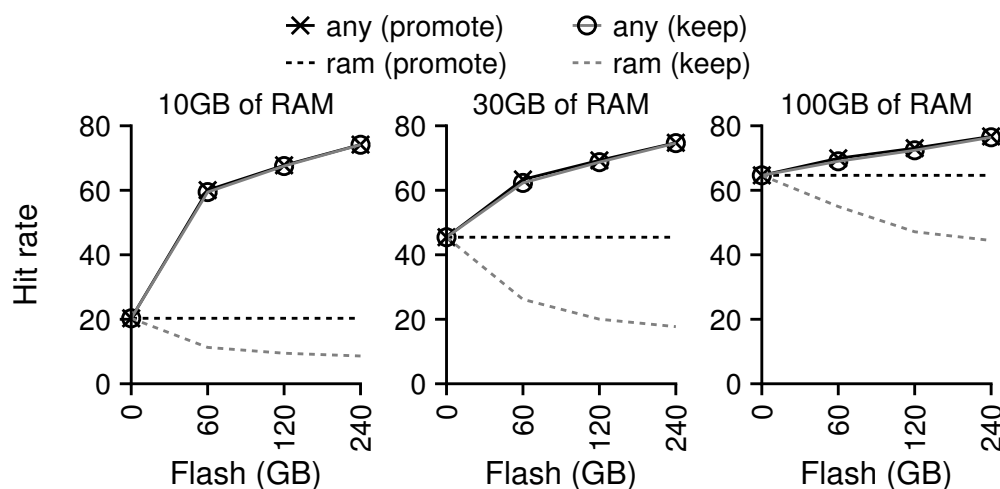 any (promote) any (keep)
ram (promote) ram (keep)
10GB of RAM 30GB of RAM 100GB of RAM
80 80 80
60 60 60
40 40 40
20 20 20
0 0 0
Hit rate
0 60 120 240 0 60 120 240 0 60 120 240
Flash (GB) Flash (GB) Flash (GB)